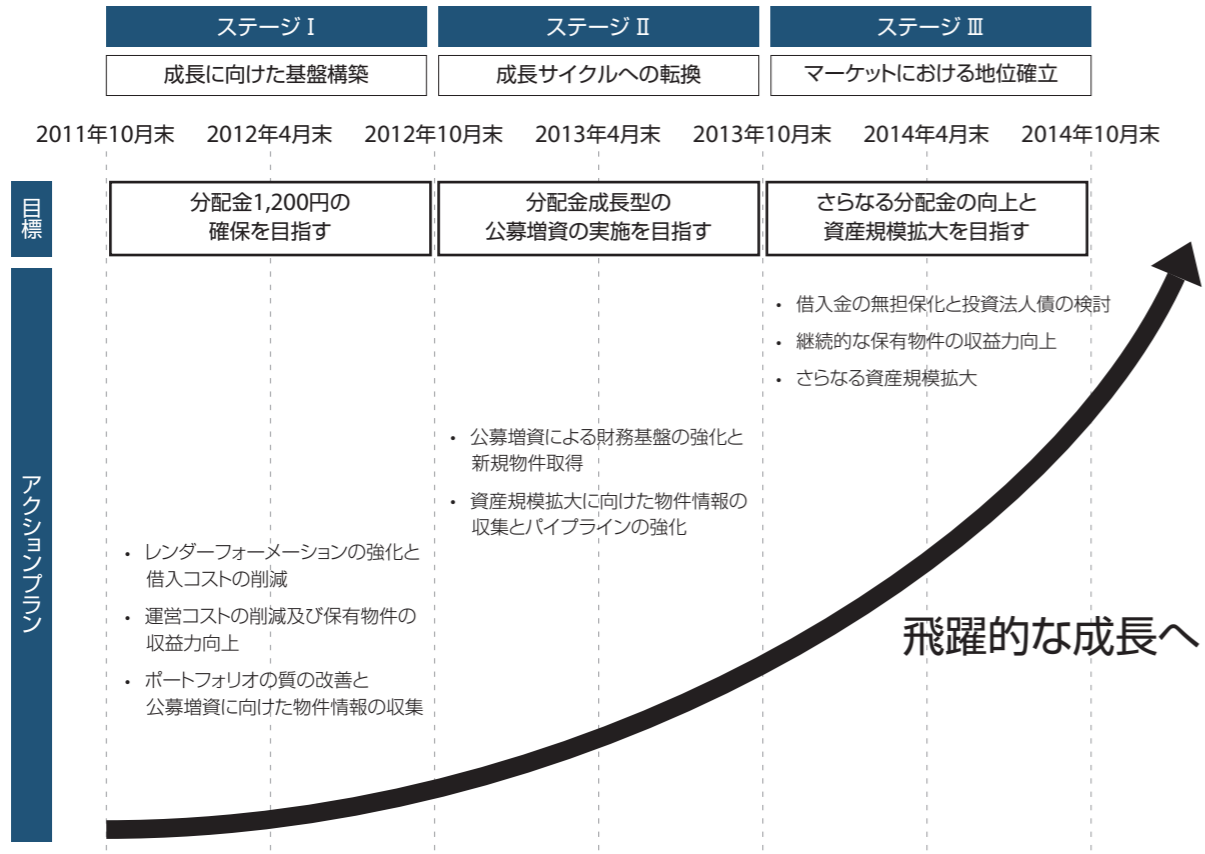 ステージ Ⅰ
ステージ Ⅱ
ステージ Ⅲ
成長に向けた基盤構築
成長サイクルへの転換
マーケットにおける地位確立
2011年10月末
2012年4月末
2012年10月末
2013年4月末
2013年10月末
2014年4月末
2014年10月末
目標
分配金1,200円の
確保を目指す
分配金成長型の
公募増資の実施を目指す
さらなる分配金の向上と
資産規模拡大を目指す
アクションプラン
・ レンダーフォーメーションの強化と
借入コストの削減
・ 運営コストの削減及び保有物件の
収益力向上
・ ポートフォリオの質の改善と
公募増資に向けた物件情報の収集
・ 公募増資による財務基盤の強化と
新規物件取得
・ 資産規模拡大に向けた物件情報の
収集とパイプラインの強化
・ 借入金の無担保化と投資法人債の検討
・ 継続的な保有物件の収益力向上
・ さらなる資産規模拡大
飛躍的な成長へ